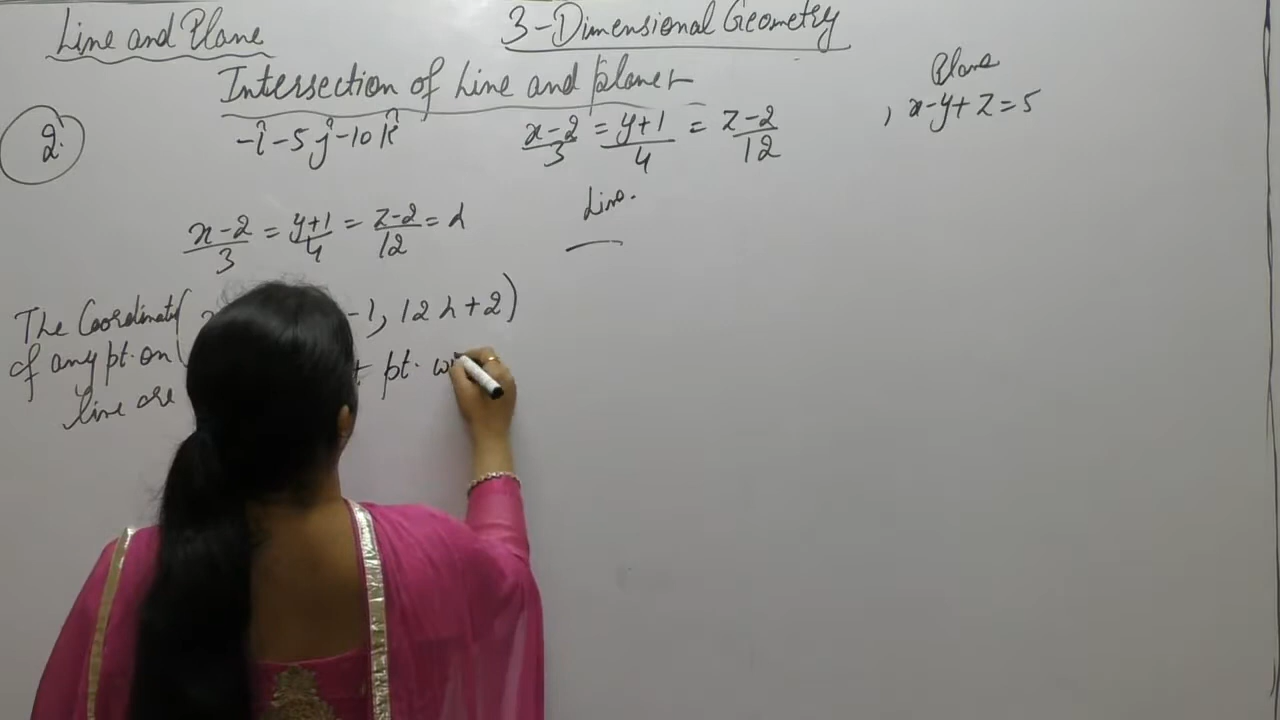 Line and Plane
3-Dimensional Geometry
Intersection of Line and plane
Plane
2.
-î-5ĵ-10k̂
x-2/3 = y+1/4 = z-2/12
, x-y+z=5
Line.
x-2/3 = y+1/4 = z-2/12 = λ
The Coordinates ( -1, 12λ+2)
of any pt. on pt.
line are